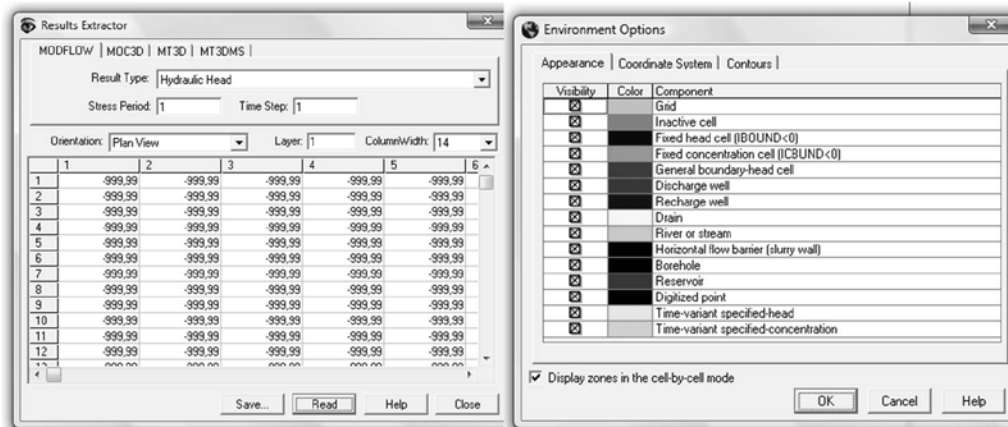 Results Extractor
MODFLOW | MOC3D | MT3D | MT3DMS |
Result Type: Hydraulic Head
Stress Period: 1 Time Step: 1
Orientation: Plan View Layer: 1 ColumnWidth: 14
1 2 3 4 5 6
1 -999,99 -999,99 -999,99 -999,99 -999,99
2 -999,99 -999,99 -999,99 -999,99 -999,99
3 -999,99 -999,99 -999,99 -999,99 -999,99
4 -999,99 -999,99 -999,99 -999,99 -999,99
5 -999,99 -999,99 -999,99 -999,99 -999,99
6 -999,99 -999,99 -999,99 -999,99 -999,99
7 -999,99 -999,99 -999,99 -999,99 -999,99
8 -999,99 -999,99 -999,99 -999,99 -999,99
9 -999,99 -999,99 -999,99 -999,99 -999,99
10 -999,99 -999,99 -999,99 -999,99 -999,99
11 -999,99 -999,99 -999,99 -999,99 -999,99
12 -999,99 -999,99 -999,99 -999,99 -999,99
Save... Read Help Close
Environment Options
Appearance | Coordinate System | Contours |
Visibility Color Component
Grid
Inactive cell
Fixed head cell (IBOUND<0)
Fixed concentration cell (ICBUND<0)
General boundary-head cell
Discharge well
Recharge well
Drain
River or stream
Horizontal flow barrier (slurry wall)
Borehole
Reservoir
Digitized point
Time-variant specified-head
Time-variant specified-concentration
Display zones in the cell-by-cell mode
OK Cancel Help